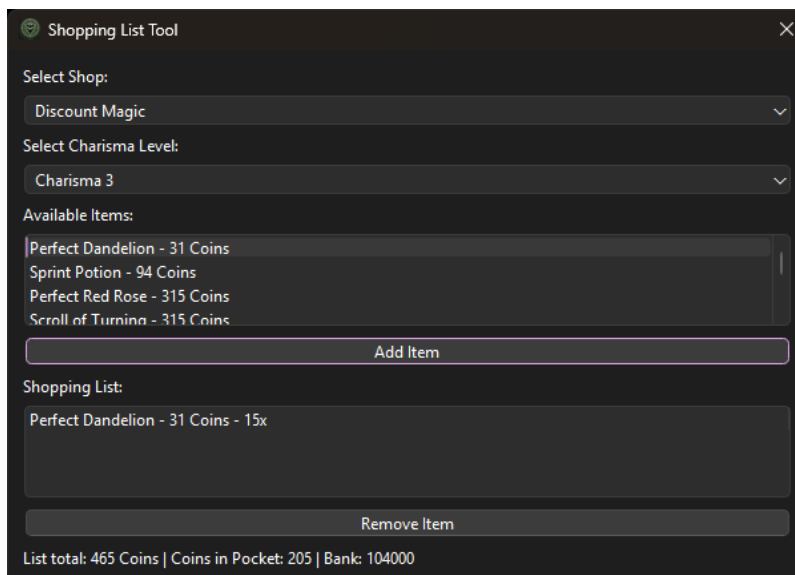 Shopping List Tool
Select Shop:
Discount Magic
Select Charisma Level:
Charisma 3
Available Items:
Perfect Dandelion - 31 Coins
Sprint Potion - 94 Coins
Perfect Red Rose - 315 Coins
Scroll of Turning - 315 Coins
Add Item
Shopping List:
Perfect Dandelion - 31 Coins - 15x
Remove Item
List total: 465 Coins | Coins in Pocket: 205 | Bank: 104000